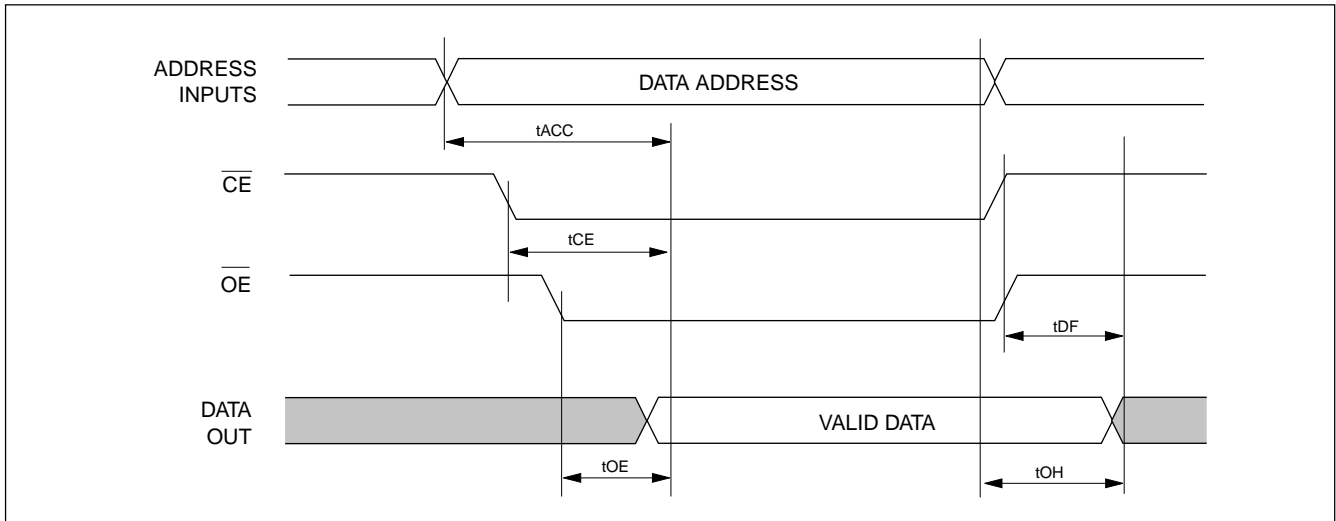 ADDRESS
INPUTS
DATA ADDRESS
tACC
CE
tCE
OE
tDF
DATA
OUT
VALID DATA
tOE
tOH